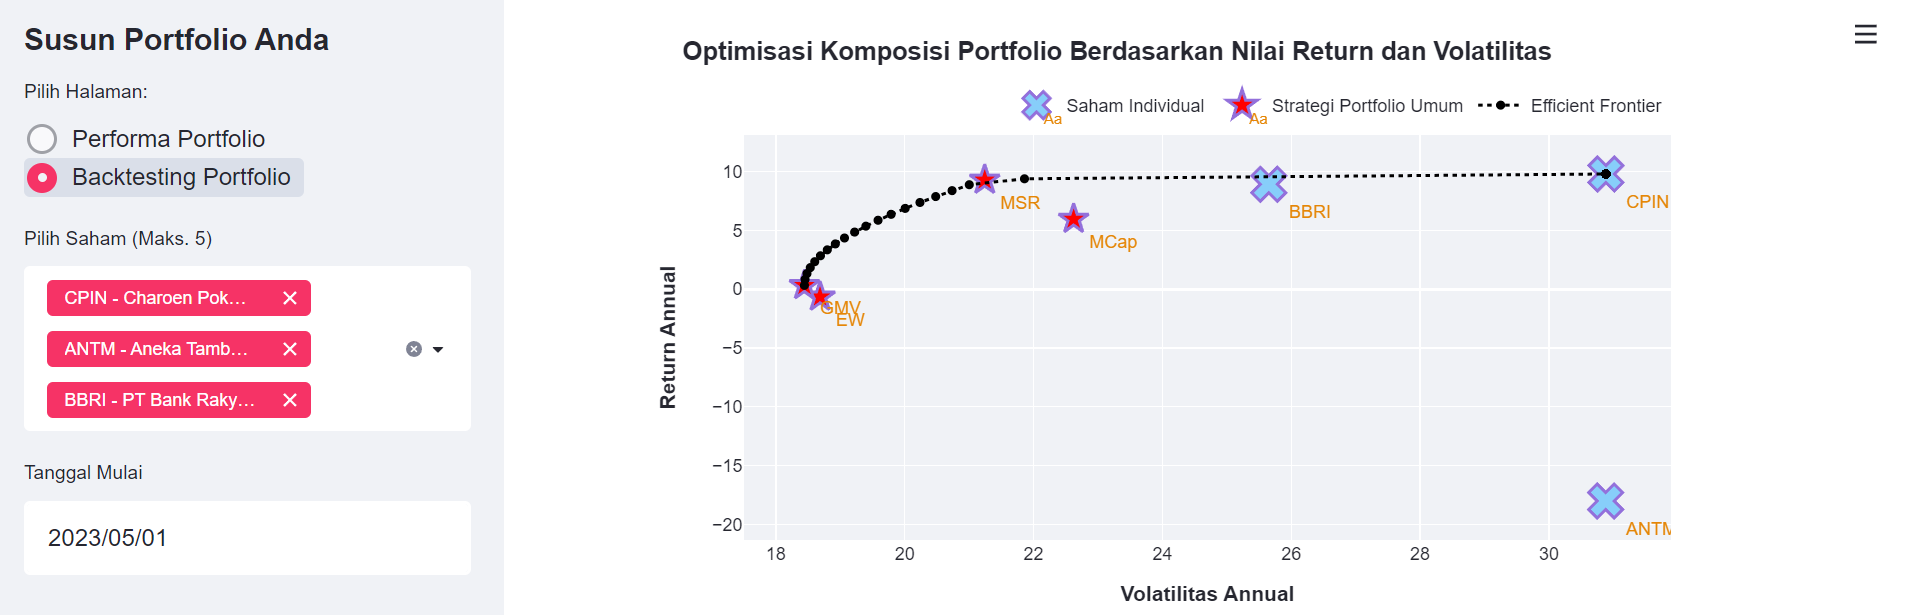 Susun Portfolio Anda
Pilih Halaman:
Performa Portfolio
Backtesting Portfolio
Pilih Saham (Maks. 5)
CPIN - Charoen Pok...
ANTM - Aneka Tamb...
BBRI - PT Bank Raky...
Tanggal Mulai
2023/05/01
Optimisasi Komposisi Portfolio Berdasarkan Nilai Return dan Volatilitas
Aa Saham Individual Aa Strategi Portfolio Umum Efficient Frontier
Return Annual
10
5
0
−5
−10
−15
−20
MSR
MCap
BBRI
CPIN
GMV
EW
ANTM
18 20 22 24 26 28 30
Volatilitas Annual